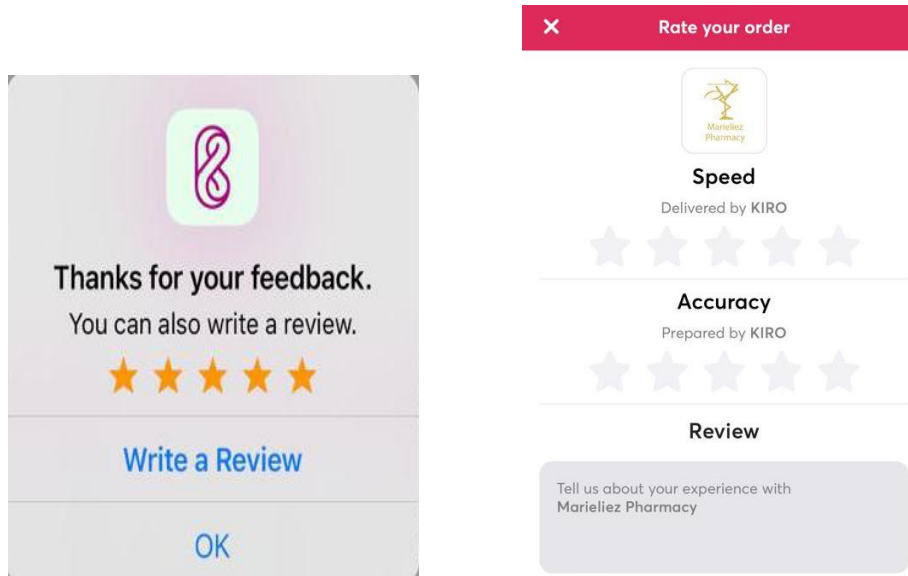 Thanks for your feedback.
You can also write a review.
Write a Review
OK
Rate your order
Marieliez
Pharmacy
Speed
Delivered by KIRO
Accuracy
Prepared by KIRO
Review
Tell us about your experience with
Marieliez Pharmacy